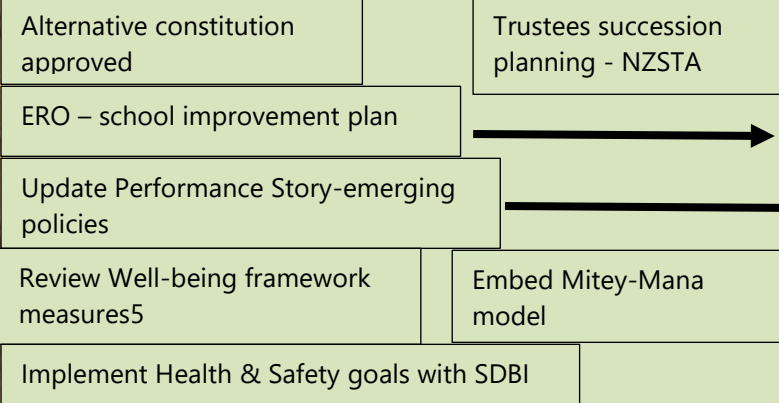 Alternative constitution
approved
Trustees succession
planning - NZSTA
ERO – school improvement plan
Update Performance Story-emerging
policies
Review Well-being framework
measures5
Embed Mitey-Mana
model
Implement Health & Safety goals with SDBI